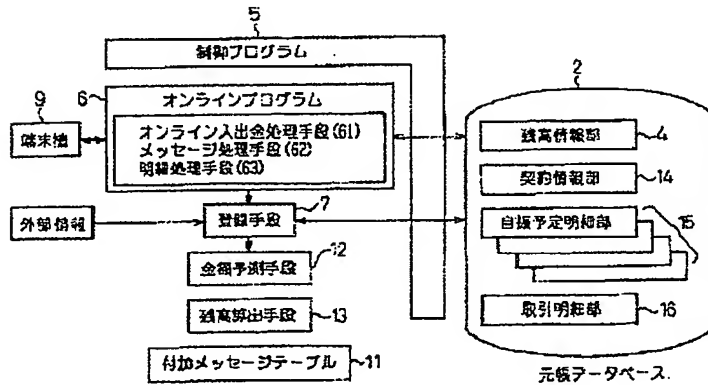 5
制御プログラム
2
9
6
オンラインプログラム
端末機
オンライン入出金処理手段(61)
メッセージ処理手段(62)
明細処理手段(63)
残高情報部
4
契約情報部
14
7
外部情報
登録手段
自振予定明細部
15
金額予測手段
12
残高算出手段
13
取引明細部
16
付加メッセージテーブル
11
元帳データベース